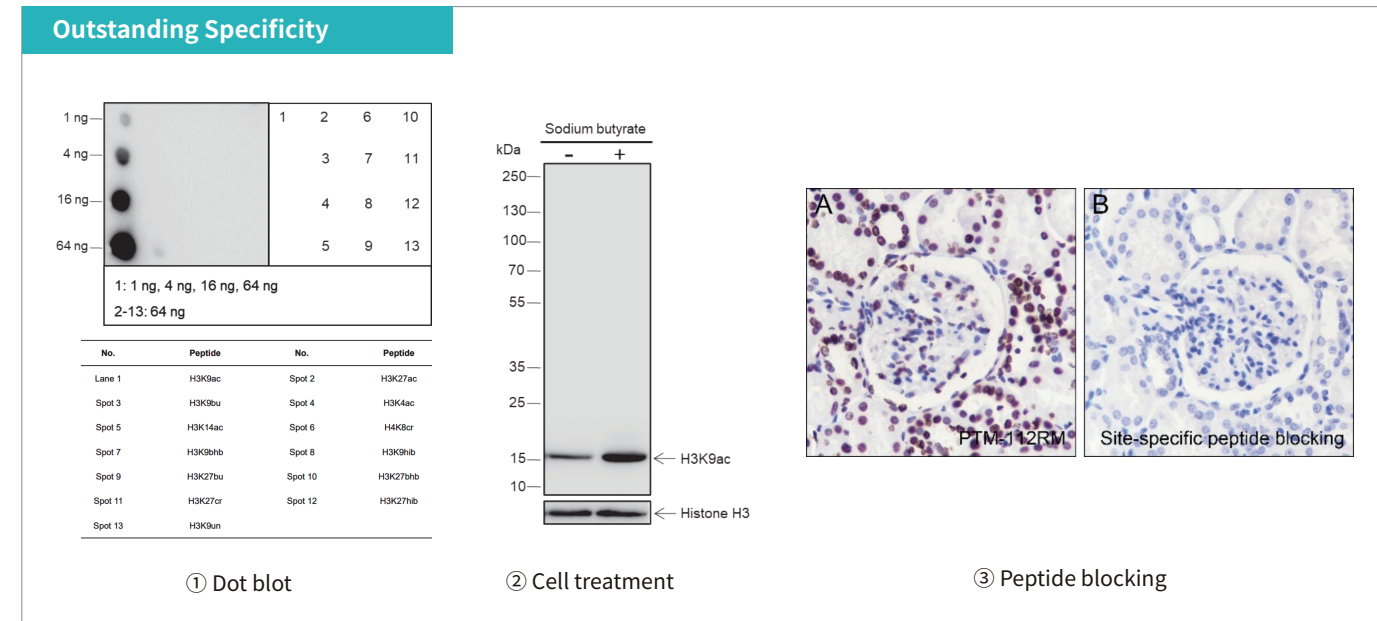 Outstanding Specificity
1 ng
4 ng
16 ng
64 ng
1 2 6 10
3 7 11
4 8 12
5 9 13
1: 1 ng, 4 ng, 16 ng, 64 ng
2-13: 64 ng
No. Peptide No. Peptide
Lane 1 H3K9ac Spot 2 H3K27ac
Spot 3 H3K9bu Spot 4 H3K4ac
Spot 5 H3K14ac Spot 6 H4K8cr
Spot 7 H3K9bhb Spot 8 H3K9hib
Spot 9 H3K27bu Spot 10 H3K27bhb
Spot 11 H3K27cr Spot 12 H3K27hib
Spot 13 H3K9un
① Dot blot
Sodium butyrate
kDa - +
250
130
100
70
55
35
25
15
10
H3K9ac
Histone H3
② Cell treatment
A
PTM-112RM
B
Site-specific peptide blocking
③ Peptide blocking